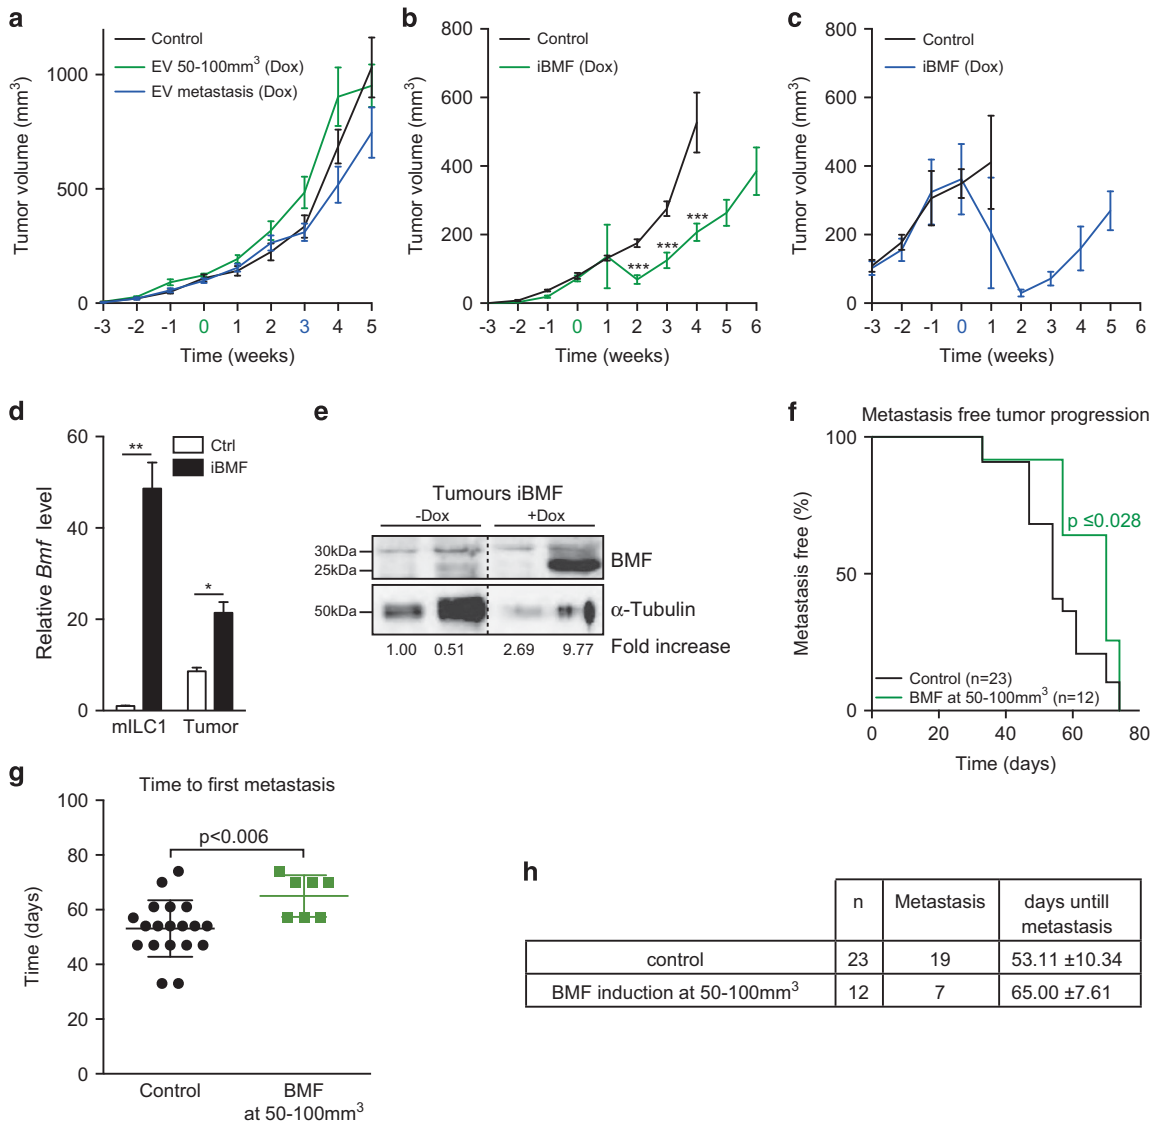 a
Control
EV 50-100mm³ (Dox)
EV metastasis (Dox)
Tumor volume (mm³)
1000
500
0
-3 -2 -1 0 1 2 3 4 5
Time (weeks)
b
Control
iBMF (Dox)
Tumor volume (mm³)
800
600
400
200
0
*** *** ***
-3 -2 -1 0 1 2 3 4 5 6
Time (weeks)
c
Control
iBMF (Dox)
Tumor volume (mm³)
800
600
400
200
0
-3 -2 -1 0 1 2 3 4 5 6
Time (weeks)
d
Ctrl
iBMF
Relative Bmf level
60
40
20
0
**
*
mILC1 Tumor
e
Tumours iBMF
-Dox +Dox
30kDa
25kDa
BMF
50kDa
α-Tubulin
1.00 0.51 2.69 9.77 Fold increase
f
Metastasis free tumor progression
Metastasis free (%)
100
50
0
p ≤0.028
Control (n=23)
BMF at 50-100mm³ (n=12)
0 20 40 60 80
Time (days)
g
Time to first metastasis
Time (days)
100
80
60
40
20
0
p<0.006
Control BMF
at 50-100mm³
h
n Metastasis days untill
metastasis
control 23 19 53.11 ±10.34
BMF induction at 50-100mm³ 12 7 65.00 ±7.61